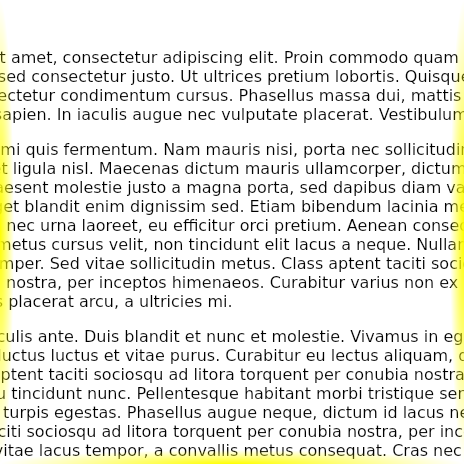 t amet, consectetur adipiscing elit. Proin commodo quam
sed consectetur justo. Ut ultrices pretium lobortis. Quisque
ectetur condimentum cursus. Phasellus massa dui, mattis
sapien. In iaculis augue nec vulputate placerat. Vestibulum
mi quis fermentum. Nam mauris nisi, porta nec sollicitudin
et ligula nisl. Maecenas dictum mauris ullamcorper, dictum
aesent molestie justo a magna porta, sed dapibus diam va
get blandit enim dignissim sed. Etiam bibendum lacinia me
nec urna laoreet, eu efficitur orci pretium. Aenean conse
metus cursus velit, non tincidunt elit lacus a neque. Nullar
mper. Sed vitae sollicitudin metus. Class aptent taciti soci
nostra, per inceptos himenaeos. Curabitur varius non ex
s placerat arcu, a ultricies mi.
culis ante. Duis blandit et nunc et molestie. Vivamus in eg
luctus luctus et vitae purus. Curabitur eu lectus aliquam,
ptent taciti sociosqu ad litora torquent per conubia nostra
u tincidunt nunc. Pellentesque habitant morbi tristique ser
turpis egestas. Phasellus augue neque, dictum id lacus ne
citi sociosqu ad litora torquent per conubia nostra, per inc
vitae lacus tempor, a convallis metus consequat. Cras nec